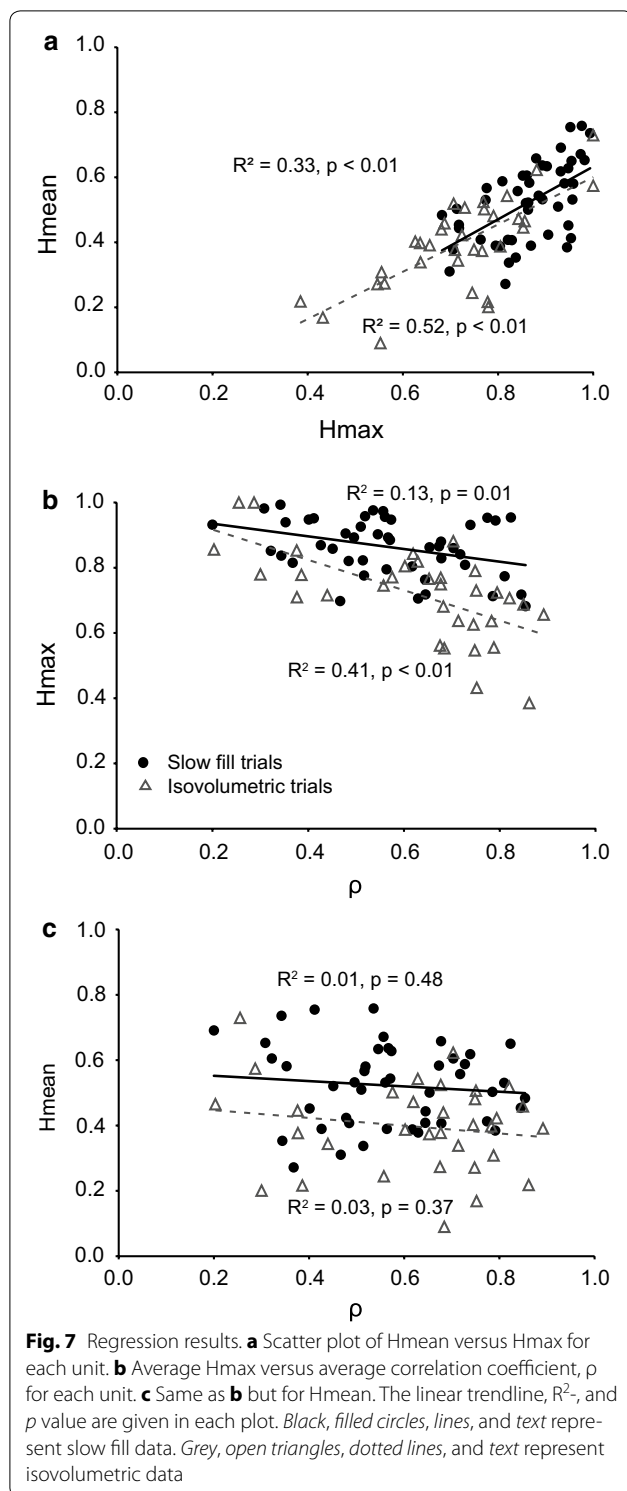 a
1.0
0.8
R² = 0.33, p < 0.01
0.6
Hmean
0.4
0.2
R² = 0.52, p < 0.01
0.0
0.0 0.2 0.4 0.6 0.8 1.0
Hmax
b
1.0
R² = 0.13, p = 0.01
0.8
0.6
Hmax
R² = 0.41, p < 0.01
0.4
Slow fill trials
0.2
Isovolumetric trials
0.0
0.0 0.2 0.4 0.6 0.8 1.0
ρ
c
1.0
R² = 0.01, p = 0.48
0.8
0.6
Hmean
0.4
0.2
R² = 0.03, p = 0.37
0.0
0.0 0.2 0.4 0.6 0.8 1.0
ρ
Fig. 7 Regression results. a Scatter plot of Hmean versus Hmax for
each unit. b Average Hmax versus average correlation coefficient, ρ
for each unit. c Same as b but for Hmean. The linear trendline, R²-, and
p value are given in each plot. Black, filled circles, lines, and text repre-
sent slow fill data. Grey, open triangles, dotted lines, and text represent
isovolumetric data